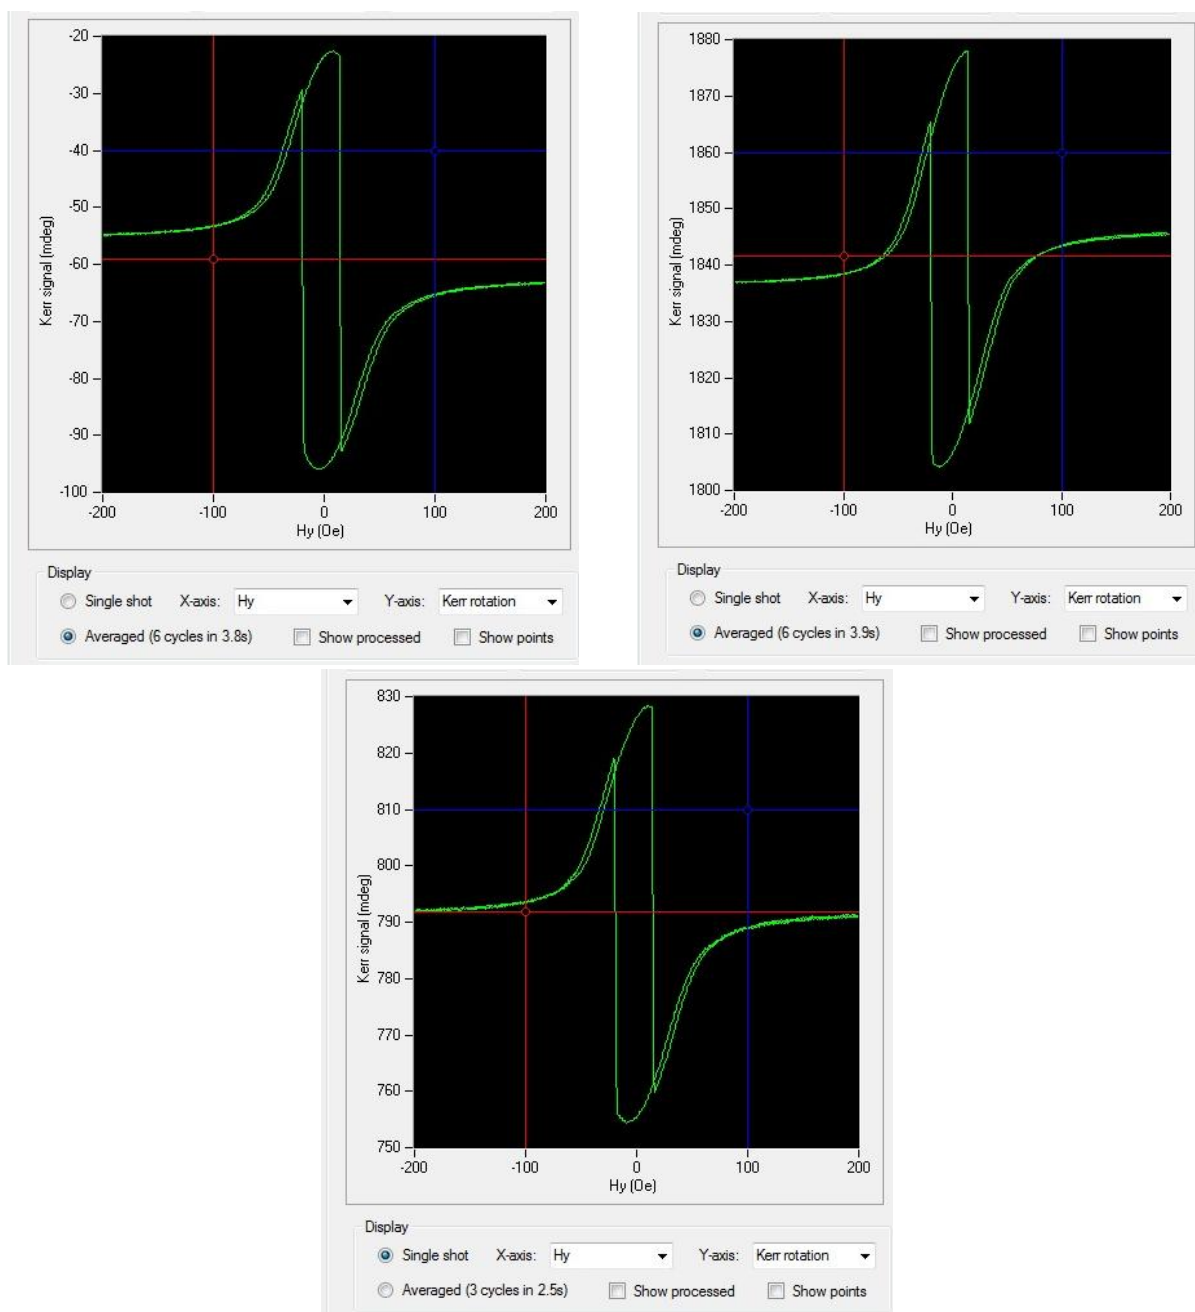 -20
-30
-40
-50
-60
-70
-80
-90
-100
Kerr signal (mdeg)
-200 -100 0 100 200
Hy (Oe)
Display
Single shot X-axis: Hy Y-axis: Kerr rotation
Averaged (6 cycles in 3.8s) Show processed Show points
1880
1870
1860
1850
1840
1830
1820
1810
1800
Kerr signal (mdeg)
-200 -100 0 100 200
Hy (Oe)
Display
Single shot X-axis: Hy Y-axis: Kerr rotation
Averaged (6 cycles in 3.9s) Show processed Show points
830
820
810
800
790
780
770
760
750
Kerr signal (mdeg)
-200 -100 0 100 200
Hy (Oe)
Display
Single shot X-axis: Hy Y-axis: Kerr rotation
Averaged (3 cycles in 2.5s) Show processed Show points